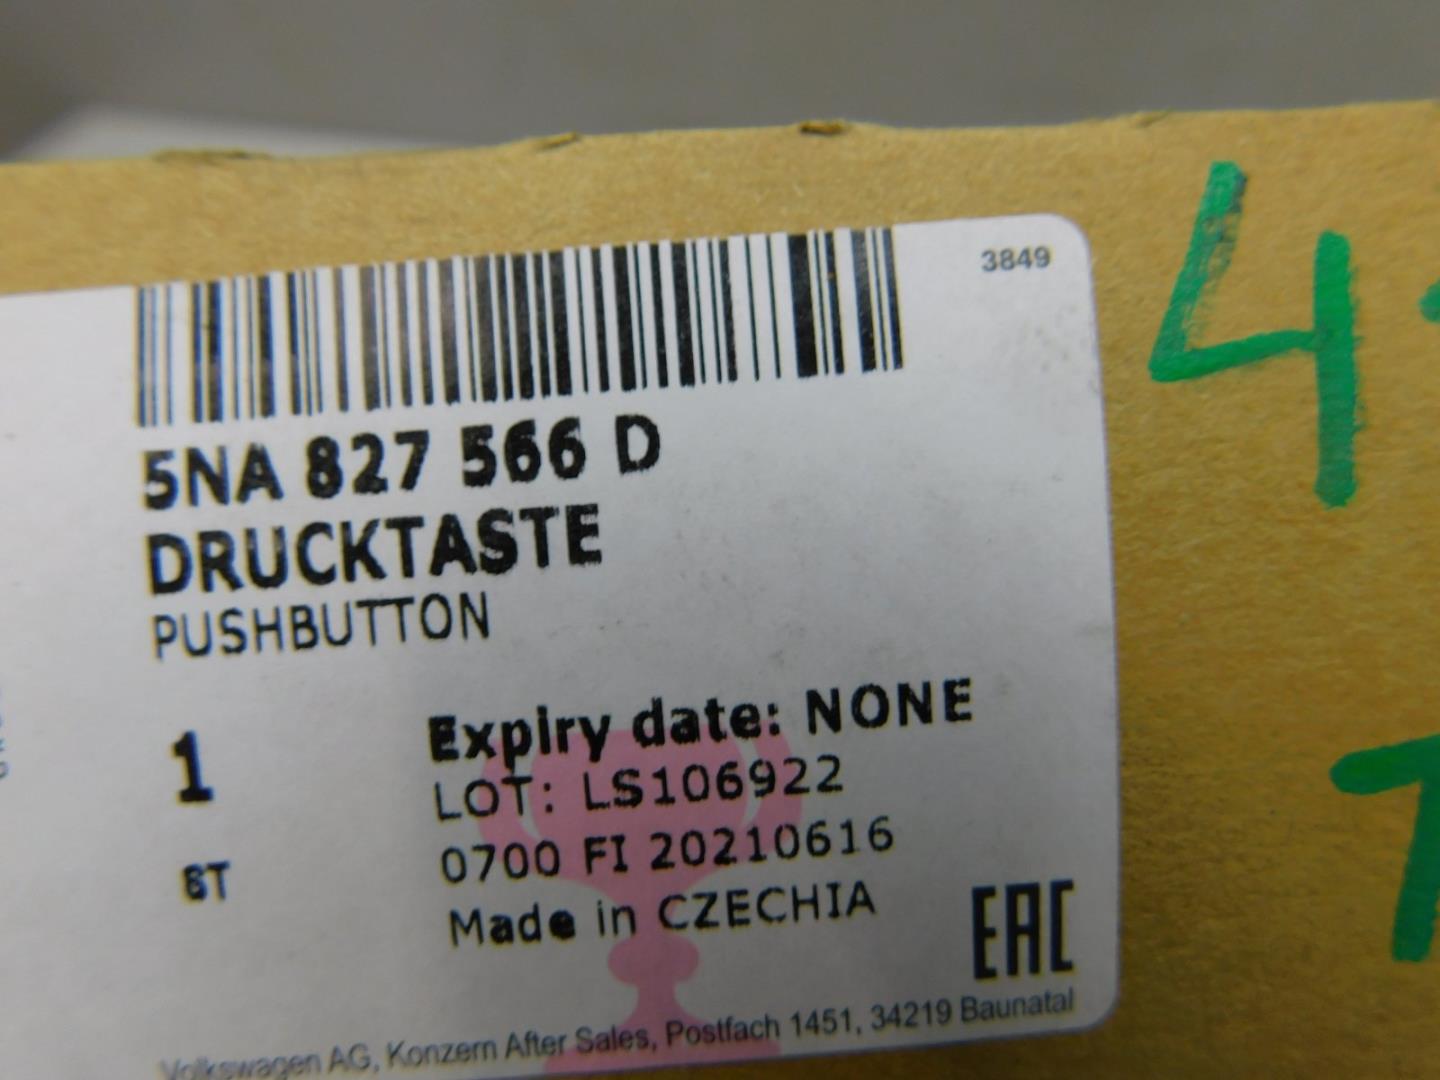 3849
5NA 827 566 D
DRUCKTASTE
PUSHBUTTON
1
ST
Expiry date: NONE
LOT: LS106922
0700 FI 20210616
Made in CZECHIA
EAC
Volkswagen AG, Konzern After Sales, Postfach 1451, 34219 Baunatal
4